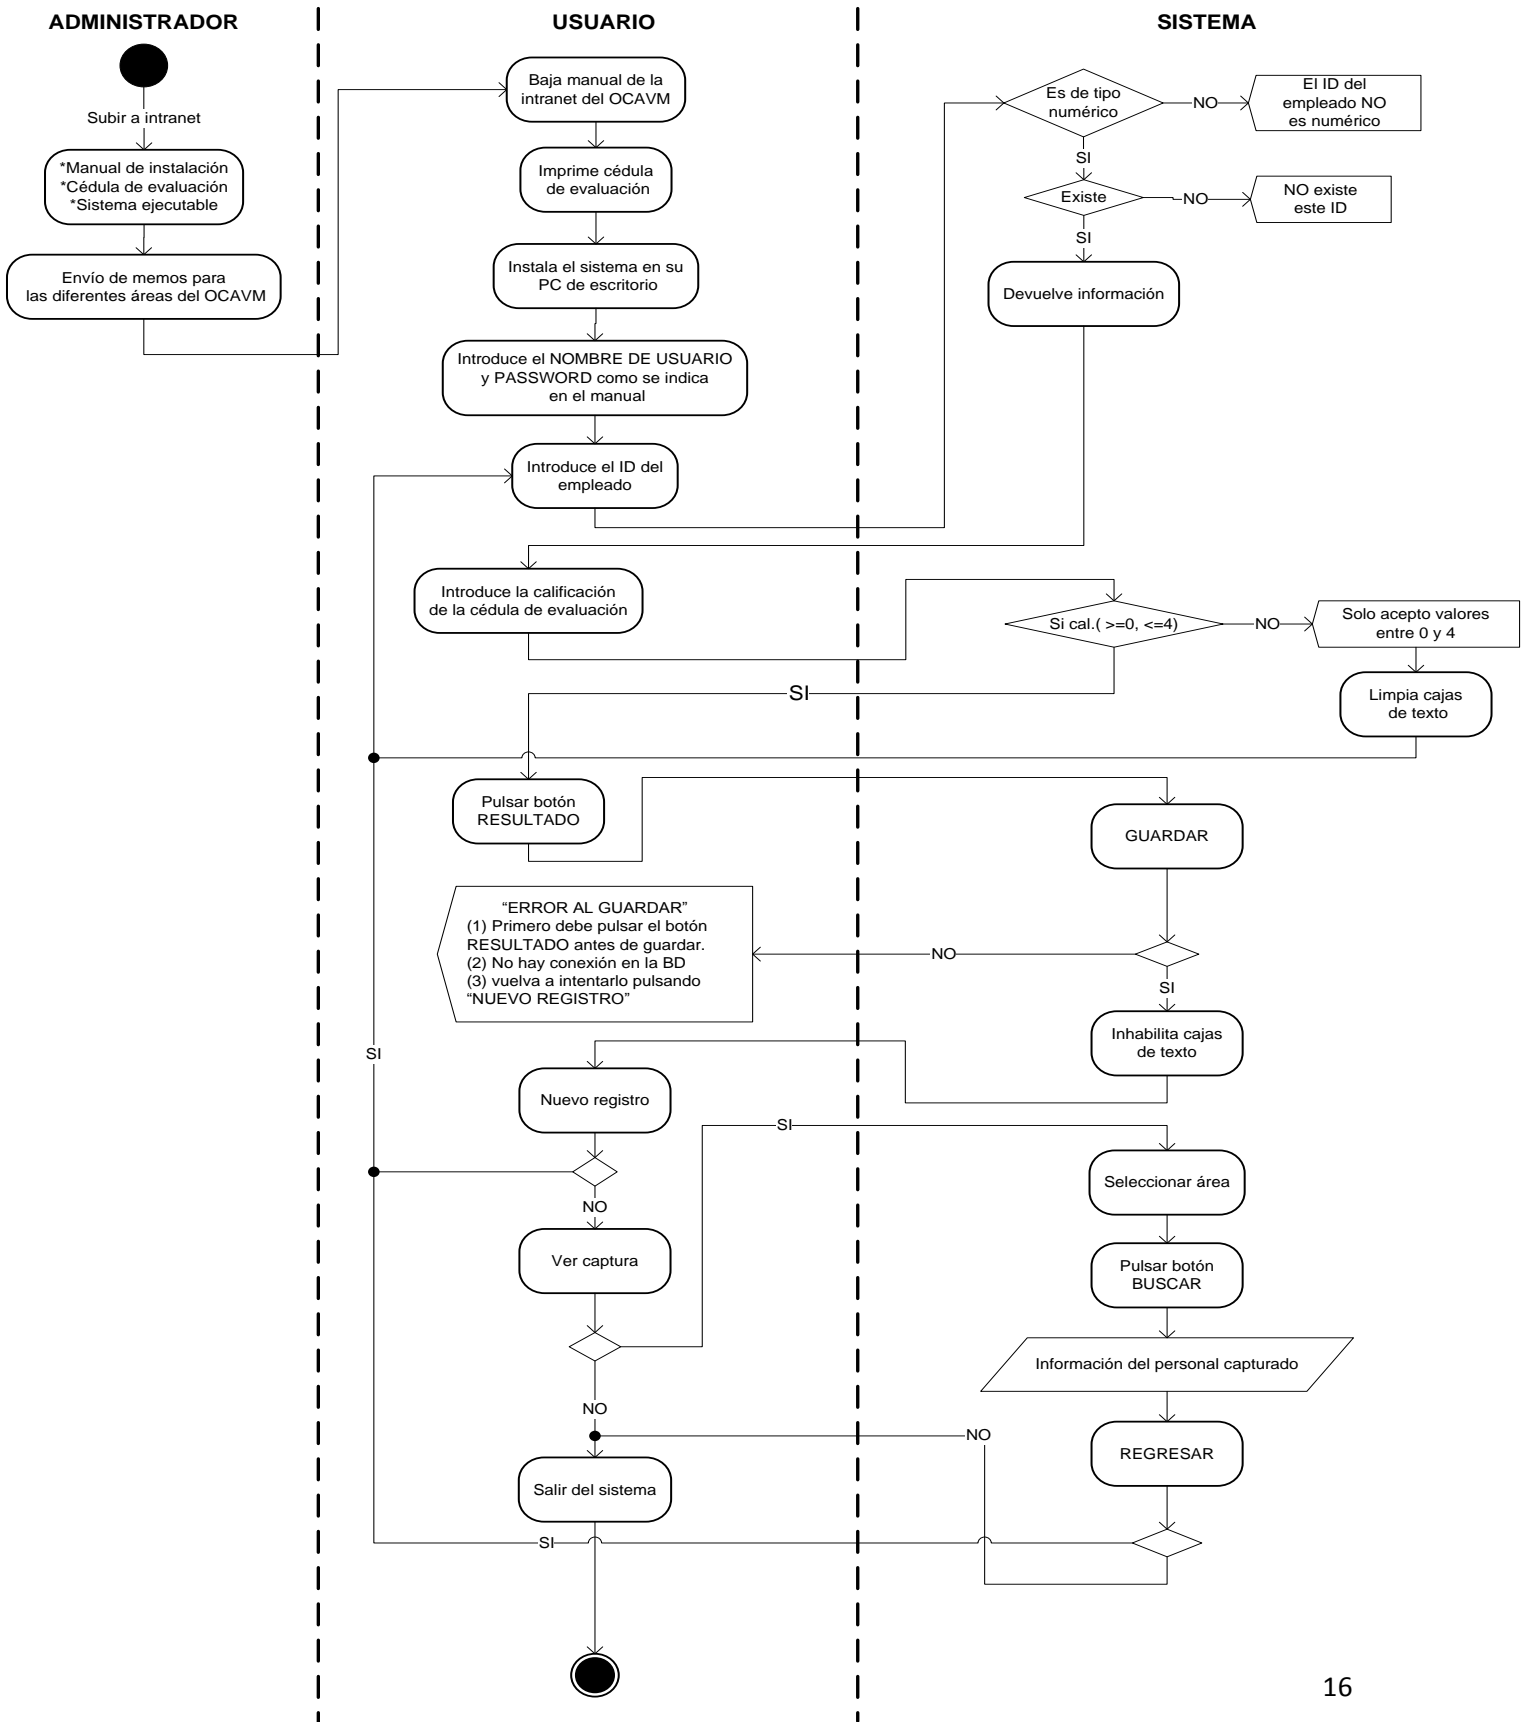 ADMINISTRADOR
USUARIO
SISTEMA
Subir a intranet
*Manual de instalación
*Cédula de evaluación
*Sistema ejecutable
Envío de memos para
las diferentes áreas del OCAVM
Baja manual de la
intranet del OCAVM
Imprime cédula
de evaluación
Instala el sistema en su
PC de escritorio
Introduce el NOMBRE DE USUARIO
y PASSWORD como se indica
en el manual
Introduce el ID del
empleado
Es de tipo
numérico
NO
El ID del
empleado NO
es numérico
SI
Existe
NO
NO existe
este ID
SI
Devuelve información
Introduce la calificación
de la cédula de evaluación
Si cal.( >=0, <=4)
NO
Solo acepto valores
entre 0 y 4
Limpia cajas
de texto
SI
Pulsar botón
RESULTADO
GUARDAR
NO
“ERROR AL GUARDAR”
(1) Primero debe pulsar el botón
RESULTADO antes de guardar.
(2) No hay conexión en la BD
(3) vuelva a intentarlo pulsando
“NUEVO REGISTRO”
SI
Inhabilita cajas
de texto
SI
Nuevo registro
NO
Ver captura
SI
Seleccionar área
Pulsar botón
BUSCAR
Información del personal capturado
NO
NO
REGRESAR
Salir del sistema
SI
16